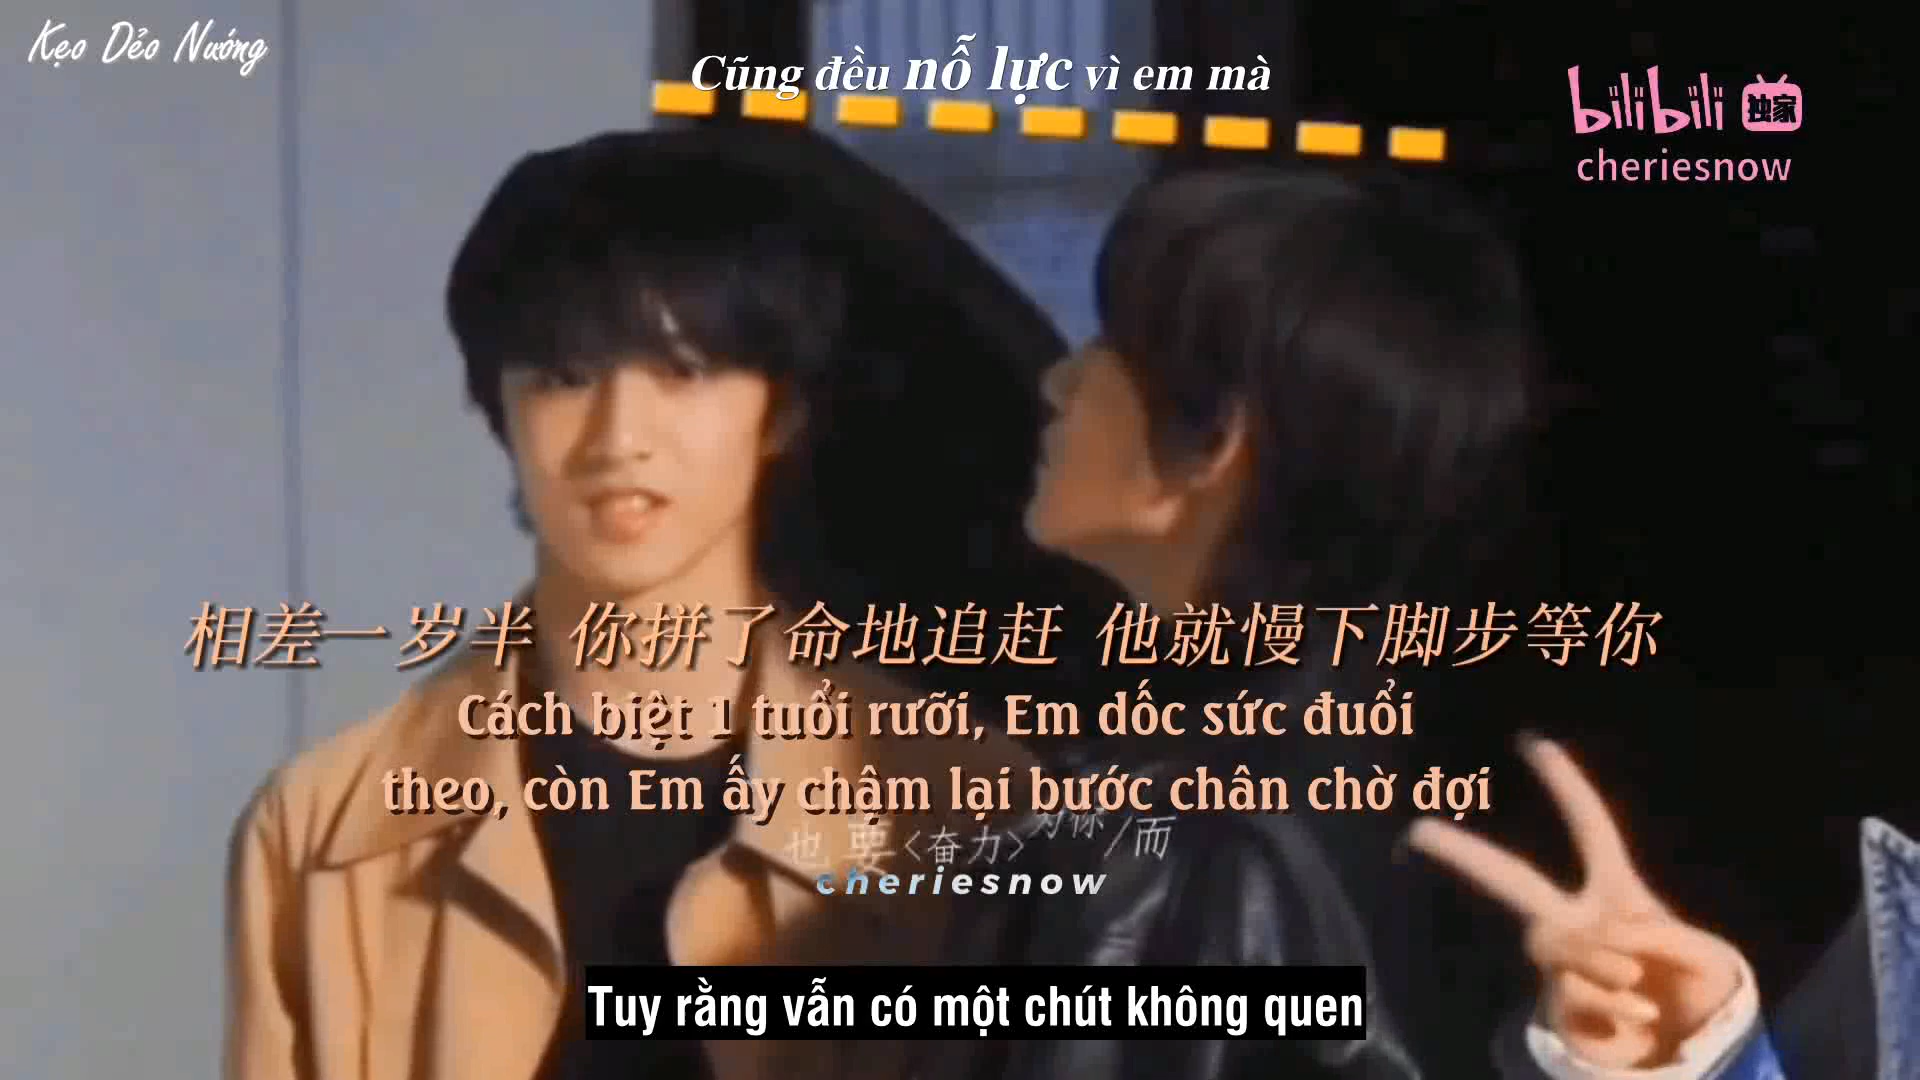 Kẹo Dẻo Nướng
Cũng đều nỗ lực vì em mà
bilibili 独家
cheriesnow
相差一岁半 你拼了命地追赶 他就慢下脚步等你
Cách biệt 1 tuổi rưỡi, Em dốc sức đuổi
theo, còn Em ấy chậm lại bước chân chờ đợi
也要<奋力>为你/而
cheriesnow
Tuy rằng vẫn có một chút không quen